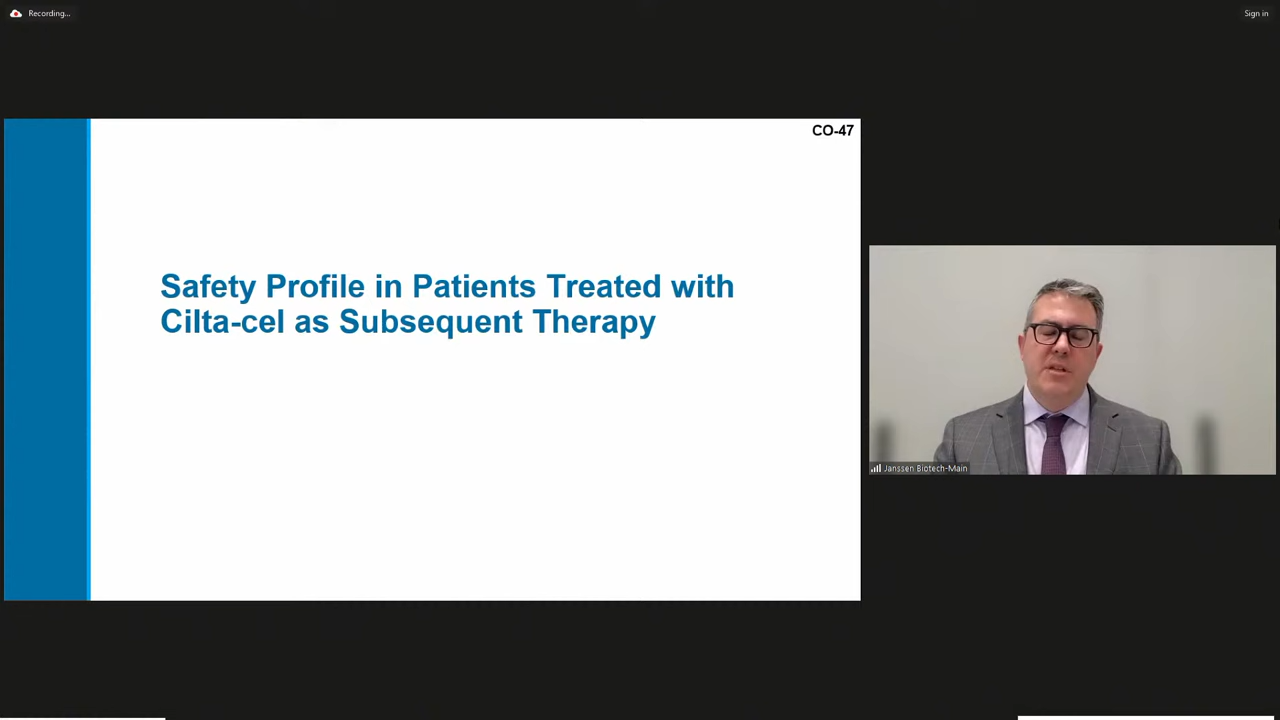 Recording...
Sign in
CO-47
Safety Profile in Patients Treated with
Cilta-cel as Subsequent Therapy
Janssen Biotech-Main